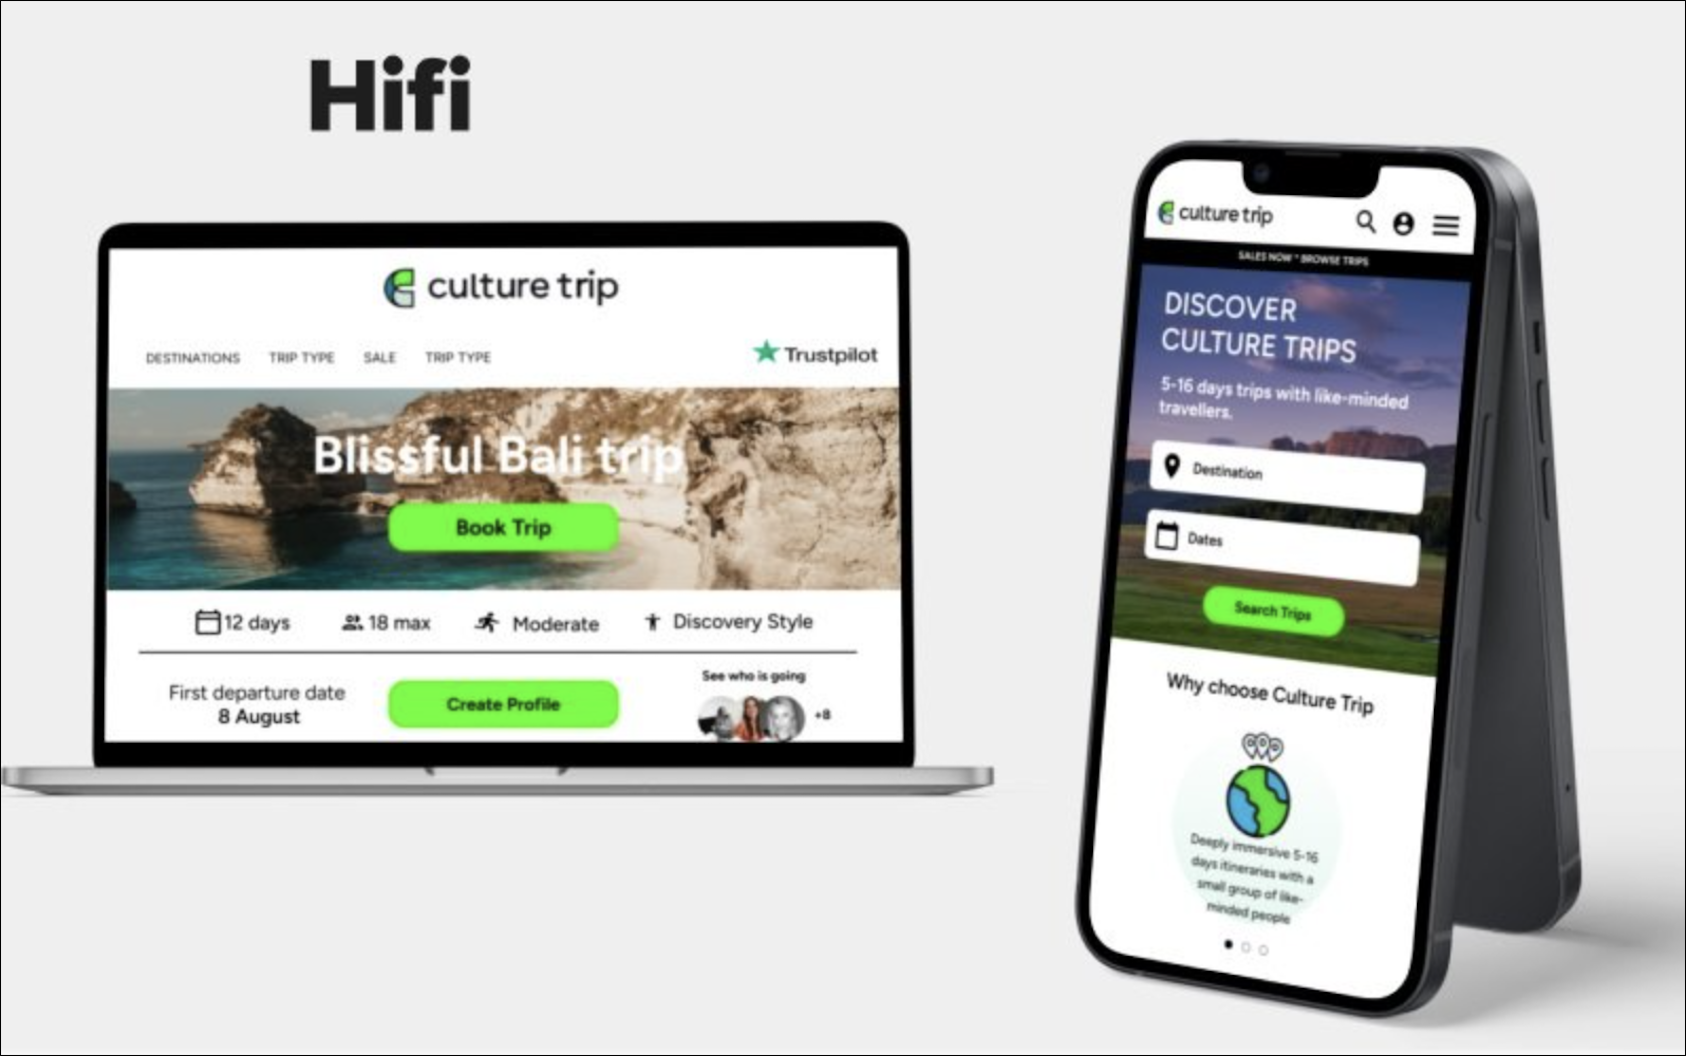 Hifi
culture trip
DESTINATIONS TRIP TYPE SALE TRIP TYPE
Trustpilot
Blissful Bali trip
Book Trip
12 days 18 max Moderate Discovery Style
First departure date
8 August
Create Profile
See who is going
+8
culture trip
SALES NOW * BROWSE TRIPS
DISCOVER
CULTURE TRIPS
5-16 days trips with like-minded
travellers.
Destination
Dates
Search Trips
Why choose Culture Trip
Deeply immersive 5-16
days itineraries with a
small group of like-
minded people